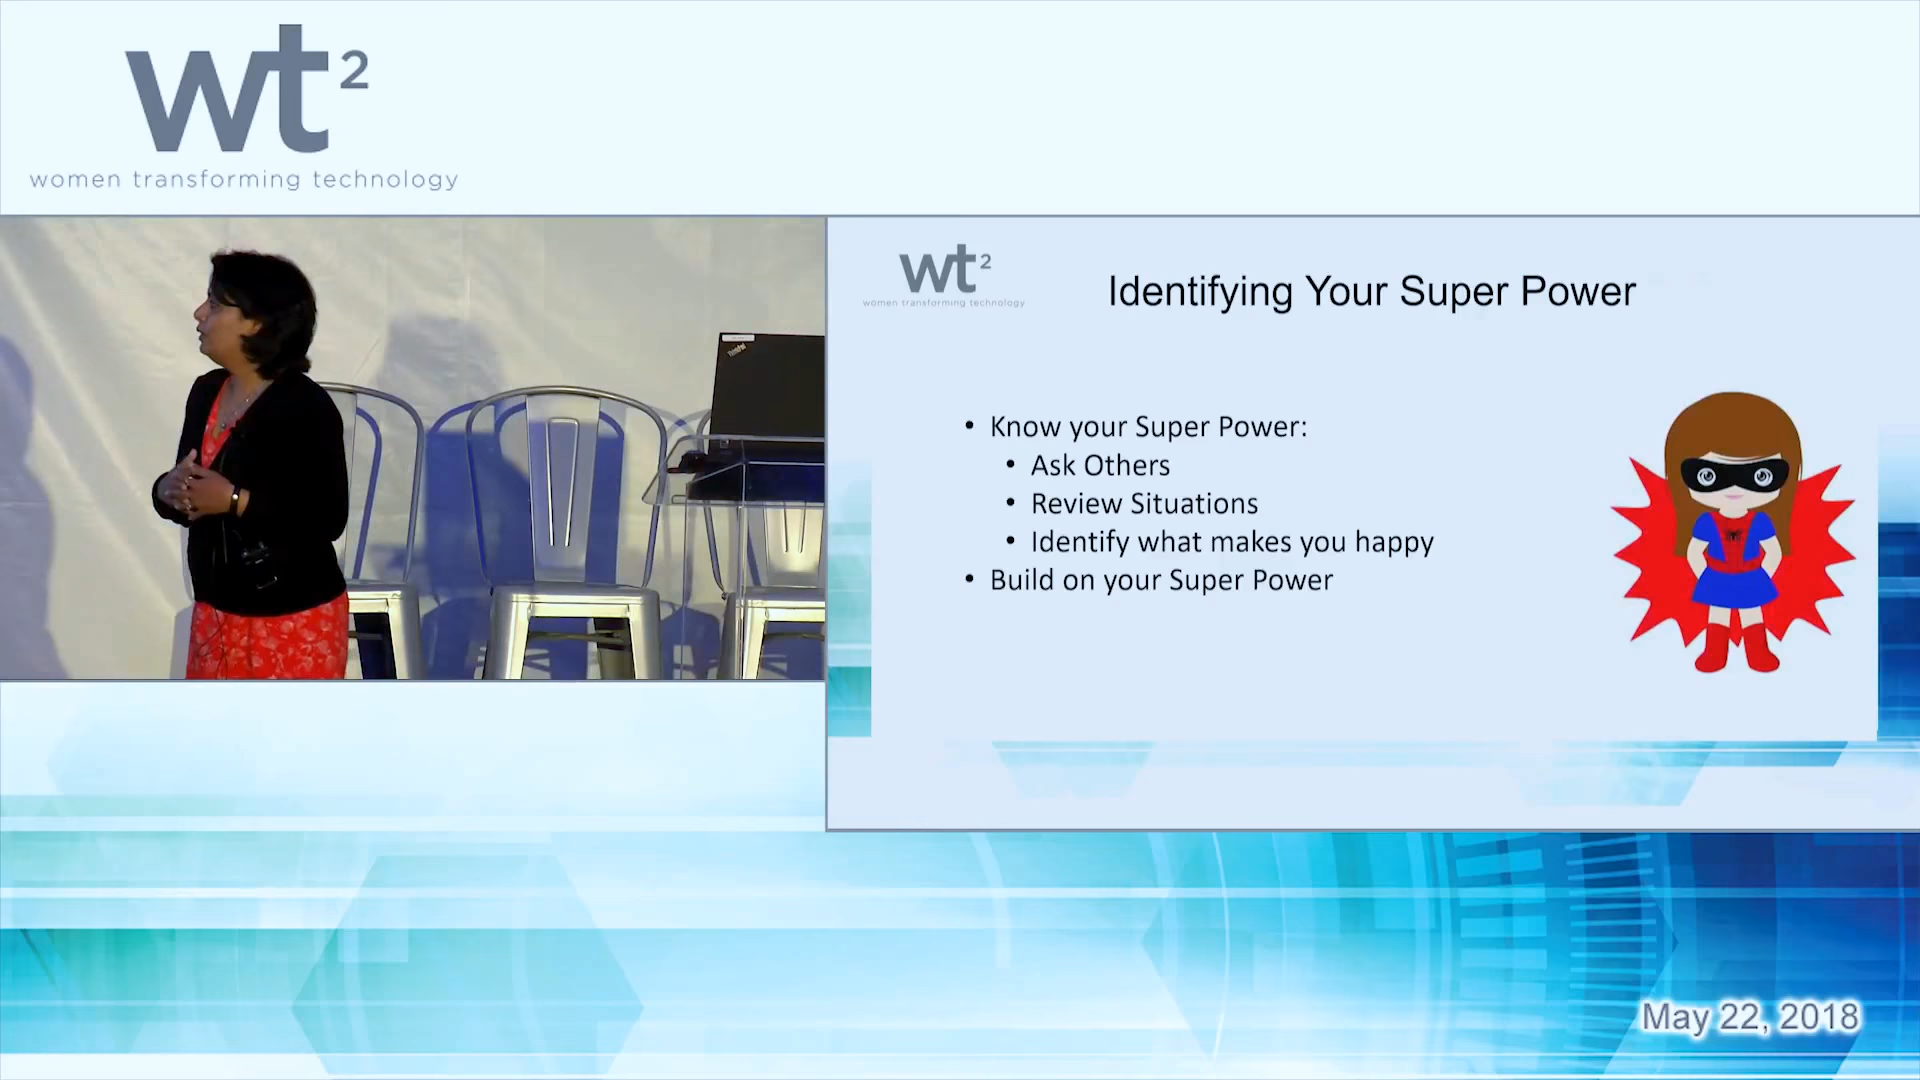 wt2
women transforming technology
ThinkPad
wt2
women transforming technology
Identifying Your Super Power
• Know your Super Power:
• Ask Others
• Review Situations
• Identify what makes you happy
• Build on your Super Power
May 22, 2018